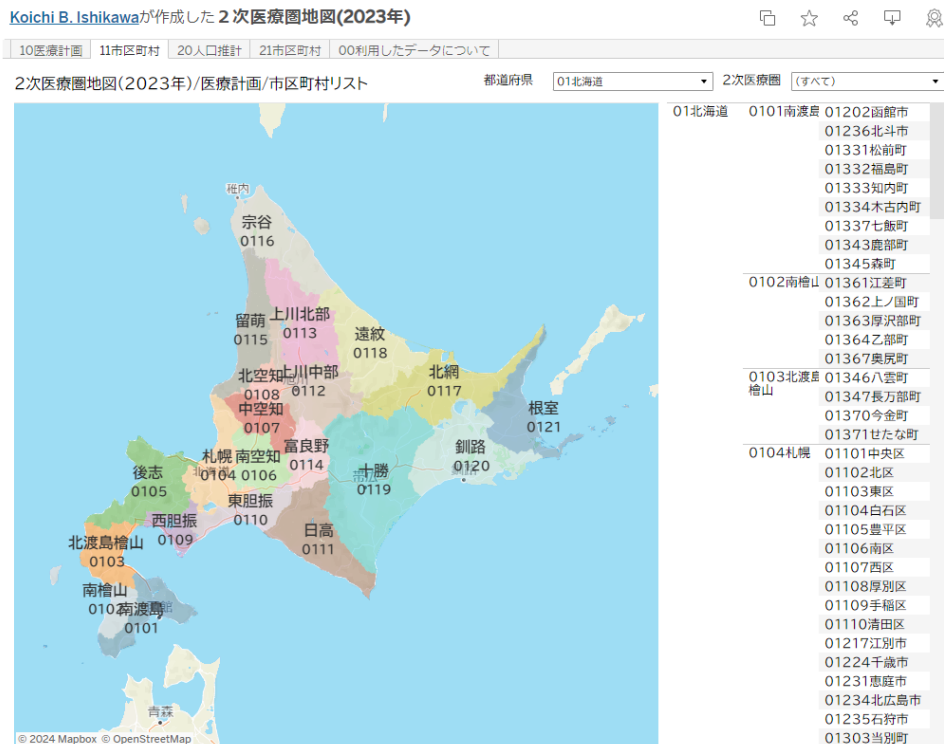 Koichi B. Ishikawaが作成した２次医療圏地図(2023年)
10医療計画 11市区町村 20人口推計 21市区町村 00利用したデータについて
2次医療圏地図(2023年)/医療計画/市区町村リスト
都道府県 01北海道 2次医療圏 (すべて)
稚内
宗谷
0116
上川北部
0113
留萌
0115
遠紋
0118
北空知
0108
上川中部
0112
北網
0117
中空知
0107
根室
0121
札幌
0104
南空知
0106
富良野
0114
釧路
0120
十勝
0119
後志
0105
東胆振
0110
西胆振
0109
日高
0111
北渡島檜山
0103
南檜山
0102
南渡島
0101
青森
© 2024 Mapbox © OpenStreetMap
01北海道
0101南渡島
01202函館市
01236北斗市
01331松前町
01332福島町
01333知内町
01334木古内町
01337七飯町
01343鹿部町
01345森町
0102南檜山
01361江差町
01362上ノ国町
01363厚沢部町
01364乙部町
01367奥尻町
0103北渡島
檜山
01346八雲町
01347長万部町
01370今金町
01371せたな町
0104札幌
01101中央区
01102北区
01103東区
01104白石区
01105豊平区
01106南区
01107西区
01108厚別区
01109手稲区
01110清田区
01217江別市
01224千歳市
01231恵庭市
01234北広島市
01235石狩市
01303当別町